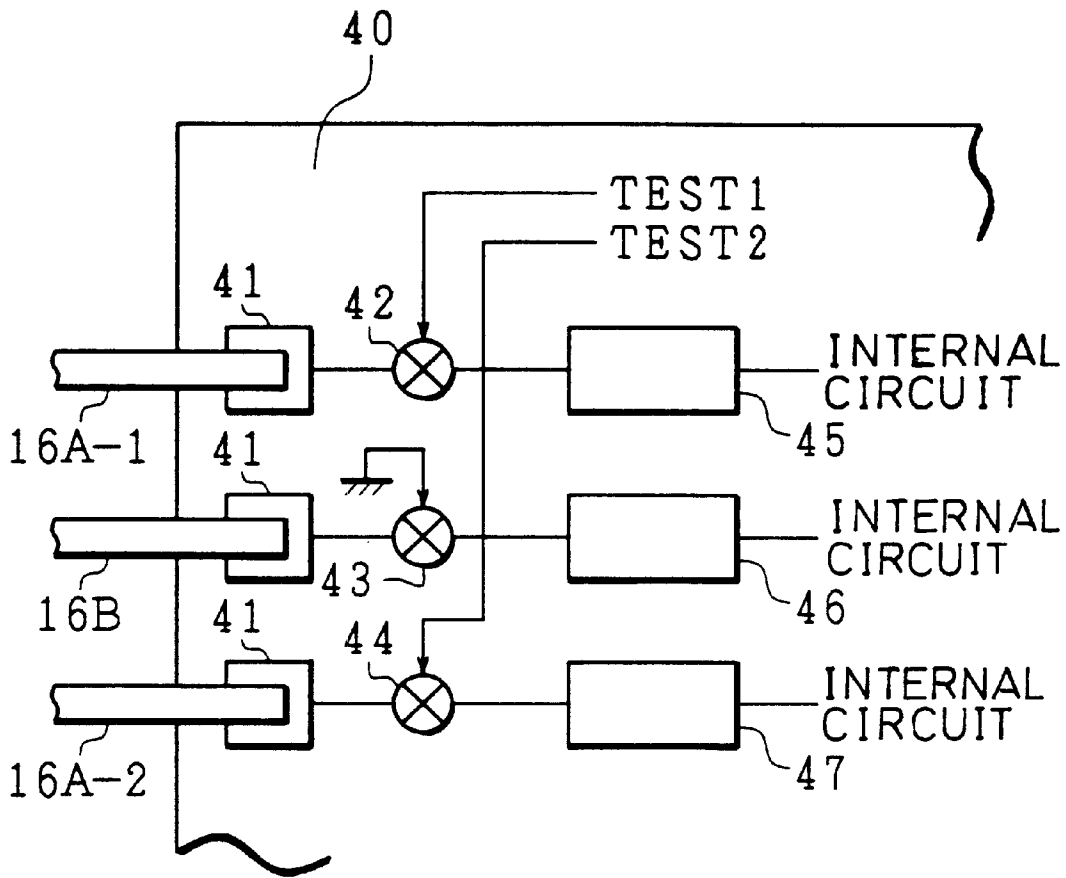 40
TEST1
TEST2
41
42
INTERNAL
CIRCUIT
16A-1
45
41
INTERNAL
CIRCUIT
43
16B
46
41
44
INTERNAL
CIRCUIT
16A-2
47